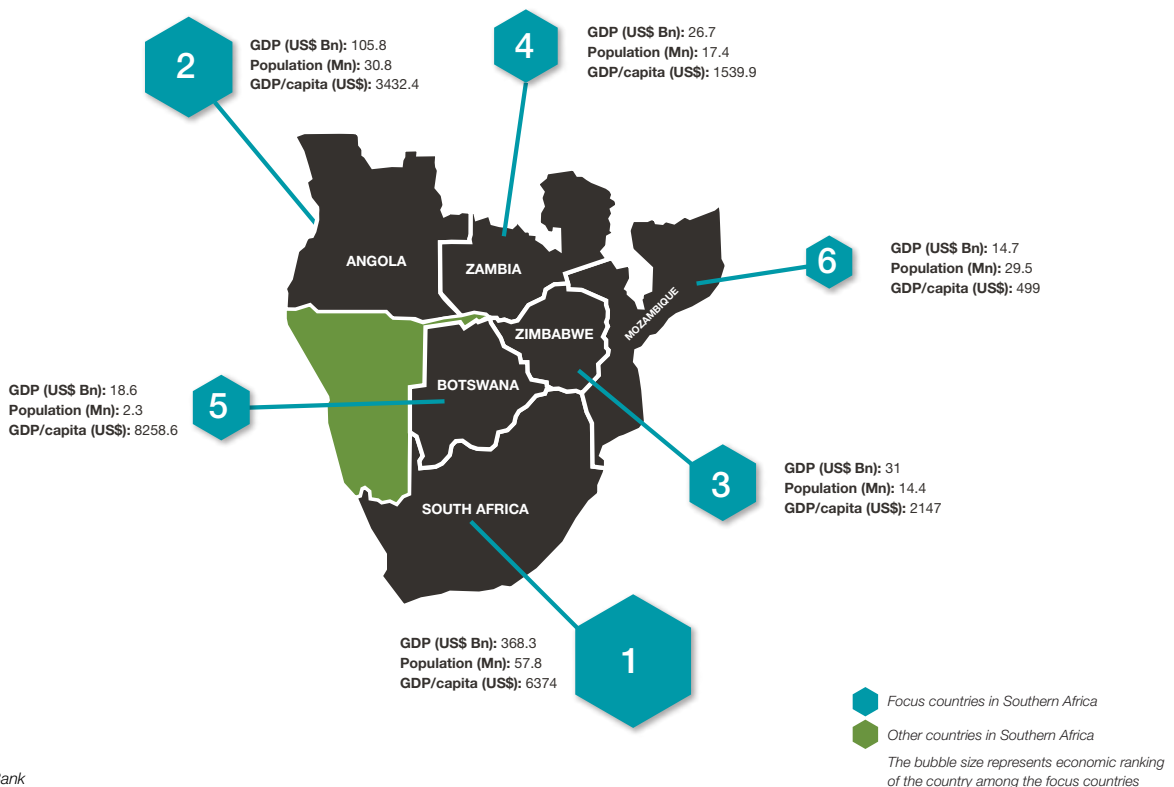 2
GDP (US$ Bn): 105.8
Population (Mn): 30.8
GDP/capita (US$): 3432.4
4
GDP (US$ Bn): 26.7
Population (Mn): 17.4
GDP/capita (US$): 1539.9
ANGOLA
ZAMBIA
6
GDP (US$ Bn): 14.7
Population (Mn): 29.5
GDP/capita (US$): 499
MOZAMBIQUE
ZIMBABWE
BOTSWANA
GDP (US$ Bn): 18.6
Population (Mn): 2.3
GDP/capita (US$): 8258.6
5
3
GDP (US$ Bn): 31
Population (Mn): 14.4
GDP/capita (US$): 2147
SOUTH AFRICA
GDP (US$ Bn): 368.3
Population (Mn): 57.8
GDP/capita (US$): 6374
1
Focus countries in Southern Africa
Other countries in Southern Africa
The bubble size represents economic ranking
of the country among the focus countries
Bank